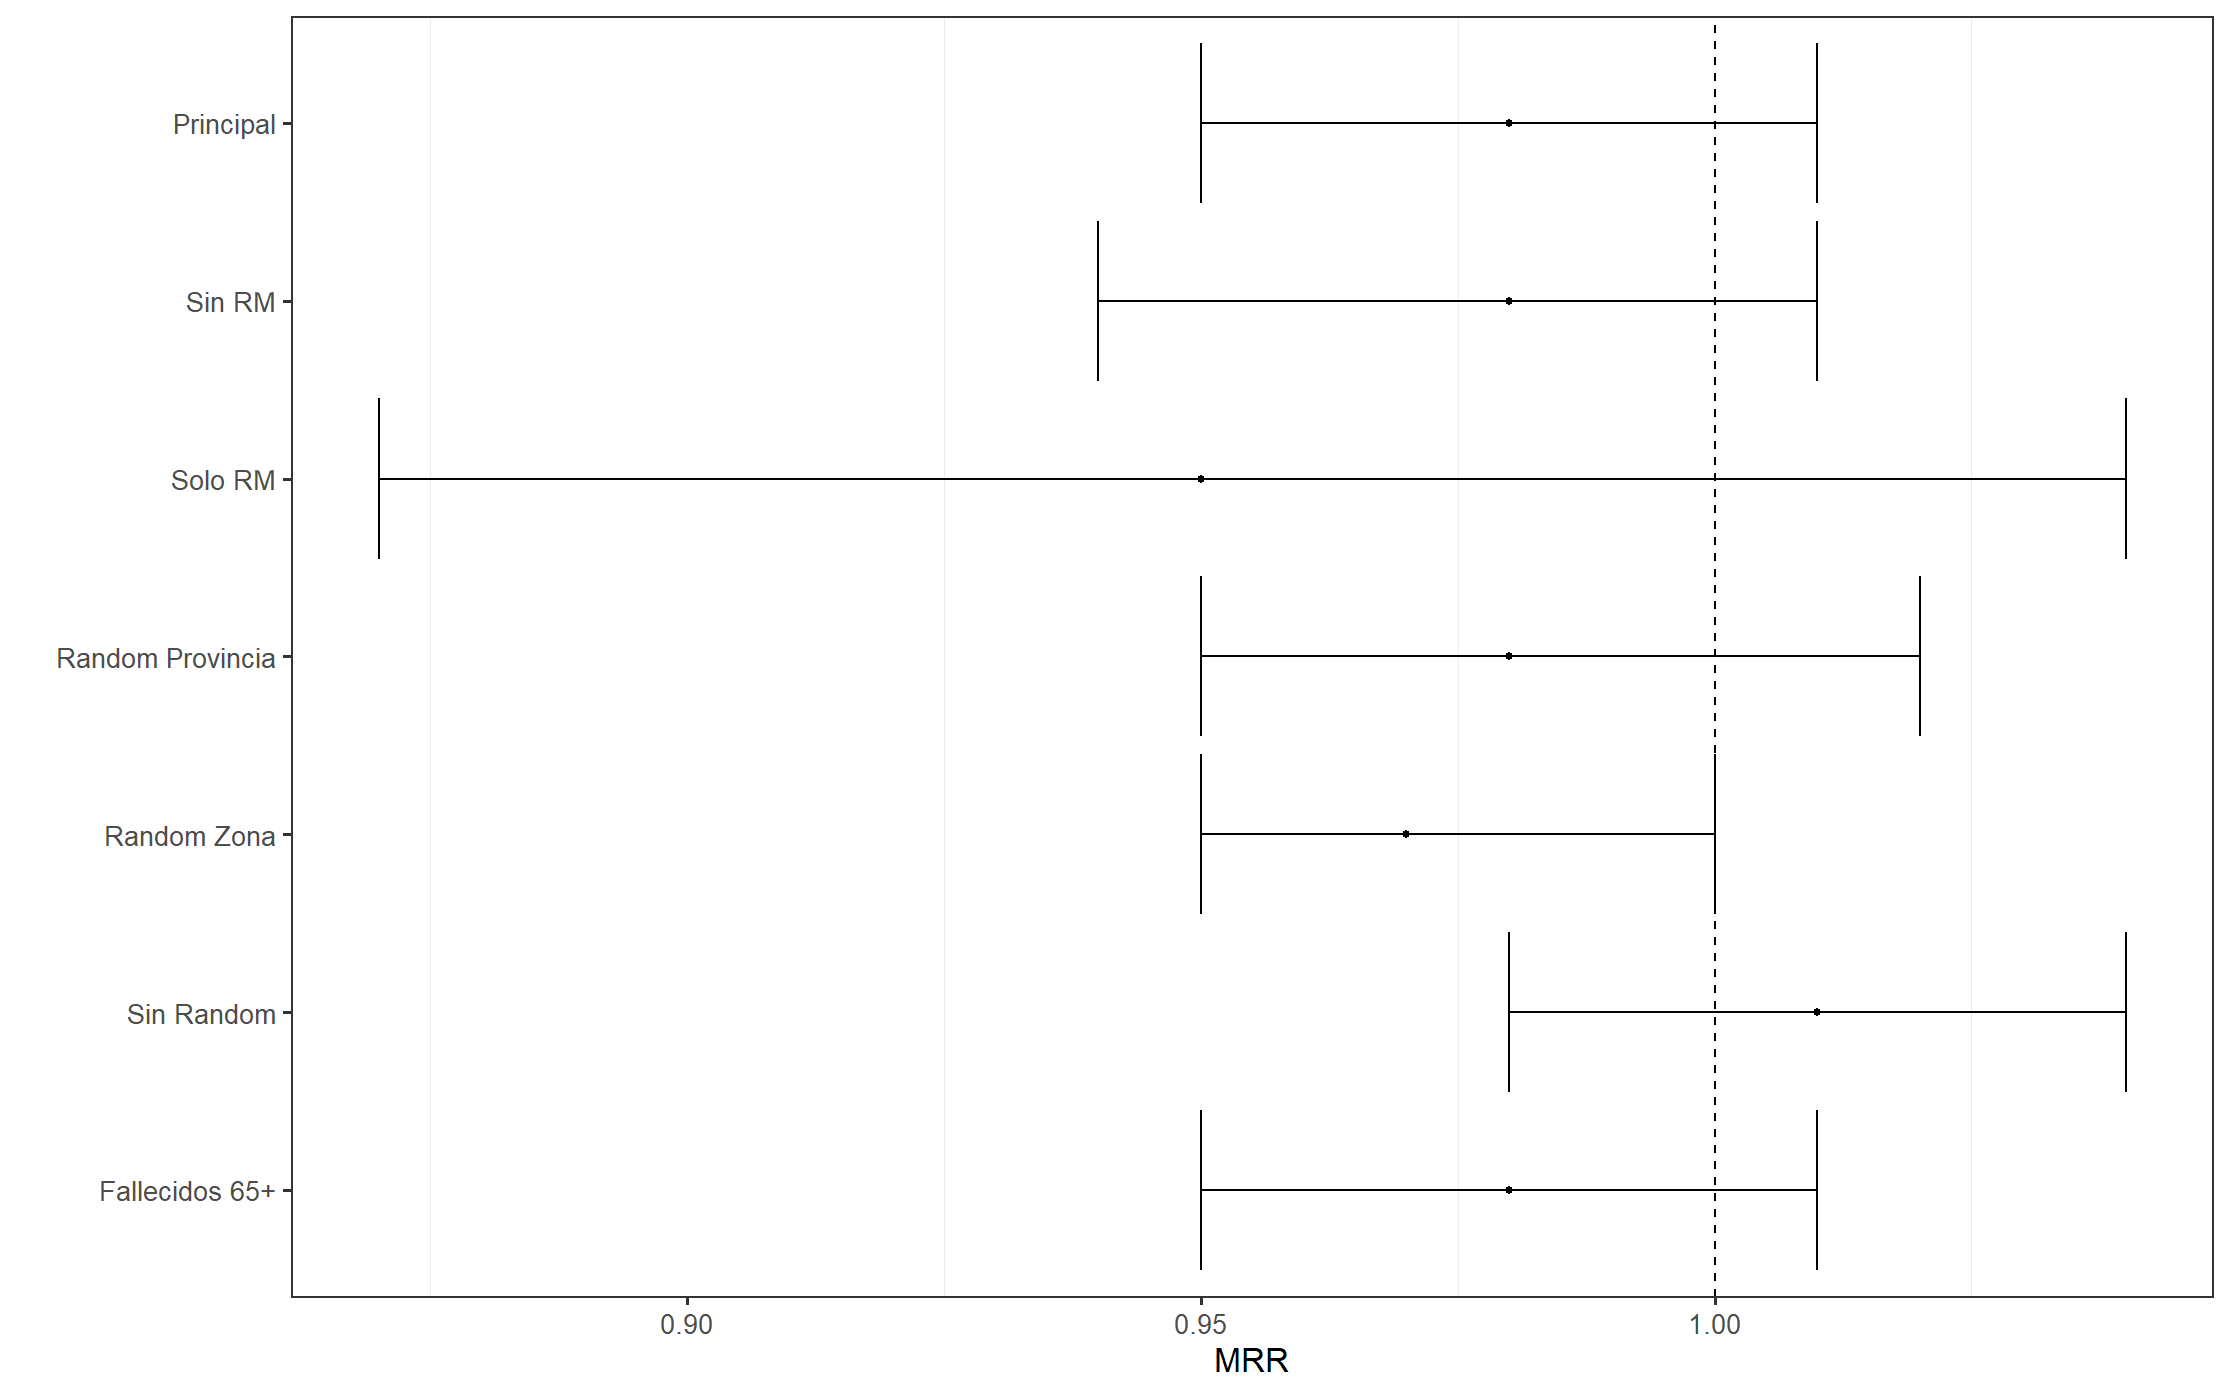 Principal
Sin RM
Solo RM
Random Provincia
Random Zona
Sin Random
Fallecidos 65+
0.90 0.95 1.00
MRR